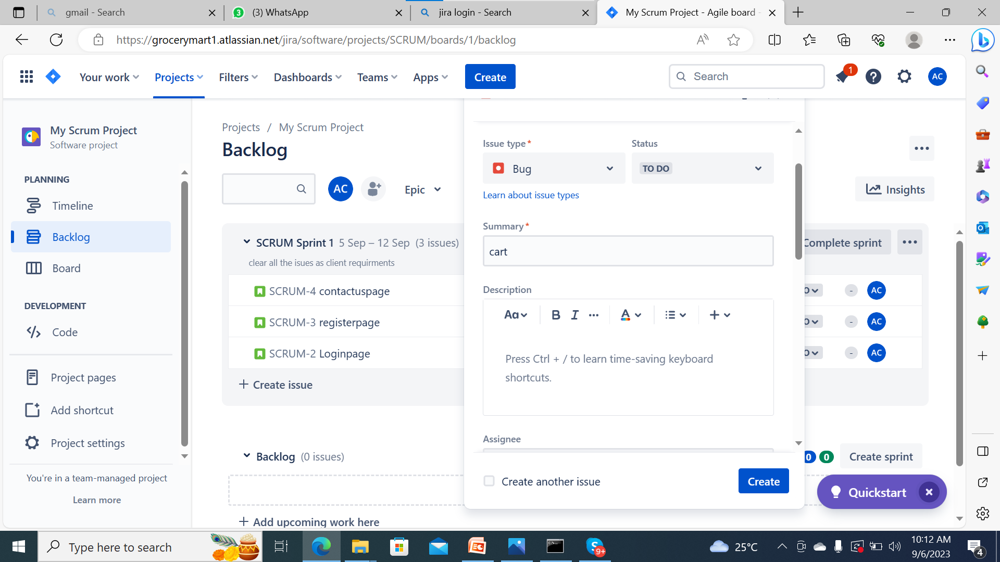 gmail - Search
(3) WhatsApp
jira login - Search
My Scrum Project - Agile board -
https://grocerymart1.atlassian.net/jira/software/projects/SCRUM/boards/1/backlog
Your work
Projects
Filters
Dashboards
Teams
Apps
Create
Search
1
AC
My Scrum Project
Software project
PLANNING
Timeline
Backlog
Board
DEVELOPMENT
Code
Project pages
Add shortcut
Project settings
You're in a team-managed project
Learn more
Projects / My Scrum Project
Backlog
AC
Epic
Insights
SCRUM Sprint 1 5 Sep – 12 Sep (3 issues)
clear all the isues as client requirments
Complete sprint
SCRUM-4 contactuspage
O - AC
SCRUM-3 registerpage
O - AC
SCRUM-2 Loginpage
O - AC
+ Create issue
Backlog (0 issues)
0 0 Create sprint
+ Add upcoming work here
Issue type* Status
Bug TO DO
Learn about issue types
Summary*
cart
Description
Aa B I ... A +
Press Ctrl + / to learn time-saving keyboard
shortcuts.
Assignee
Create another issue
Create
Quickstart
Type here to search
9+
25°C
10:12 AM
9/6/2023
4